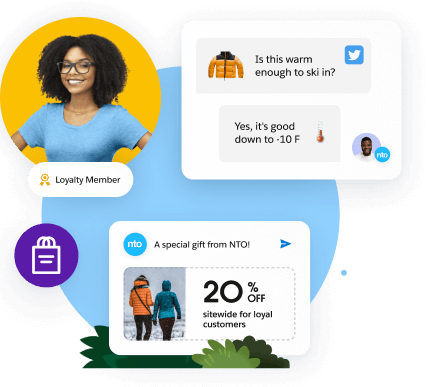 Is this warm
enough to ski in?
Yes, it's good
down to -10 F
nto
Loyalty Member
nto
A special gift from NTO!
20 % OFF
sitewide for loyal
customers